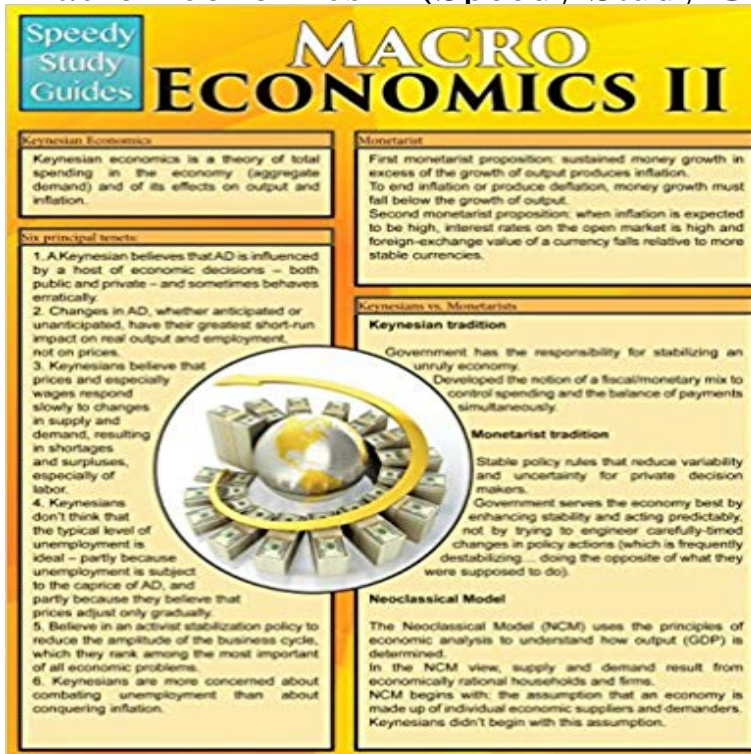 Speedy
Study
Guides
MACRO
ECONOMICS II
Keynesian Economics
Keynesian economics is a theory of total
spending in the economy (aggregate
demand) and of its effects on output and
inflation.
Six principal tenets:
1. A Keynesian believes that AD is influenced
by a host of economic decisions – both
public and private – and sometimes behaves
erratically.
2. Changes in AD, whether anticipated or
unanticipated, have their greatest short-run
impact on real output and employment,
not on prices.
3. Keynesians believe that
prices and especially
wages respond
slowly to changes
in supply and
demand, resulting
in shortages
and surpluses,
especially of
labor.
4. Keynesians
don't think that
the typical level of
unemployment is
ideal – partly because
unemployment is subject
to the caprice of AD, and
partly because they believe that
prices adjust only gradually.
5. Believe in an activist stabilization policy to
reduce the amplitude of the business cycle,
which they rank among the most important
of all economic problems.
6. Keynesians are more concerned about
combating unemployment than about
conquering inflation.
Monetarist
First monetarist proposition: sustained money growth in
excess of the growth of output produces inflation.
To end inflation or produce deflation, money growth must
fall below the growth of output.
Second monetarist proposition: when inflation is expected
to be high, interest rates on the open market is high and
foreign-exchange value of a currency falls relative to more
stable currencies.
Keynesians vs. Monetarists
Keynesian tradition
Government has the responsibility for stabilizing an
unruly economy.
Developed the notion of a fiscal/monetary mix to
control spending and the balance of payments
simultaneously.
Monetarist tradition
Stable policy rules that reduce variability
and uncertainty for private decision
makers.
Government serves the economy best by
enhancing stability and acting predictably,
not by trying to engineer carefully-timed
changes in policy actions (which is frequently
destabilizing... doing the opposite of what they
were supposed to do).
Neoclassical Model
The Neoclassical Model (NCM) uses the principles of
economic analysis to understand how output (GDP) is
determined.
In the NCM view, supply and demand result from
economically rational households and firms.
NCM begins with: the assumption that an economy is
made up of individual economic suppliers and demanders.
Keynesians didn't begin with this assumption.